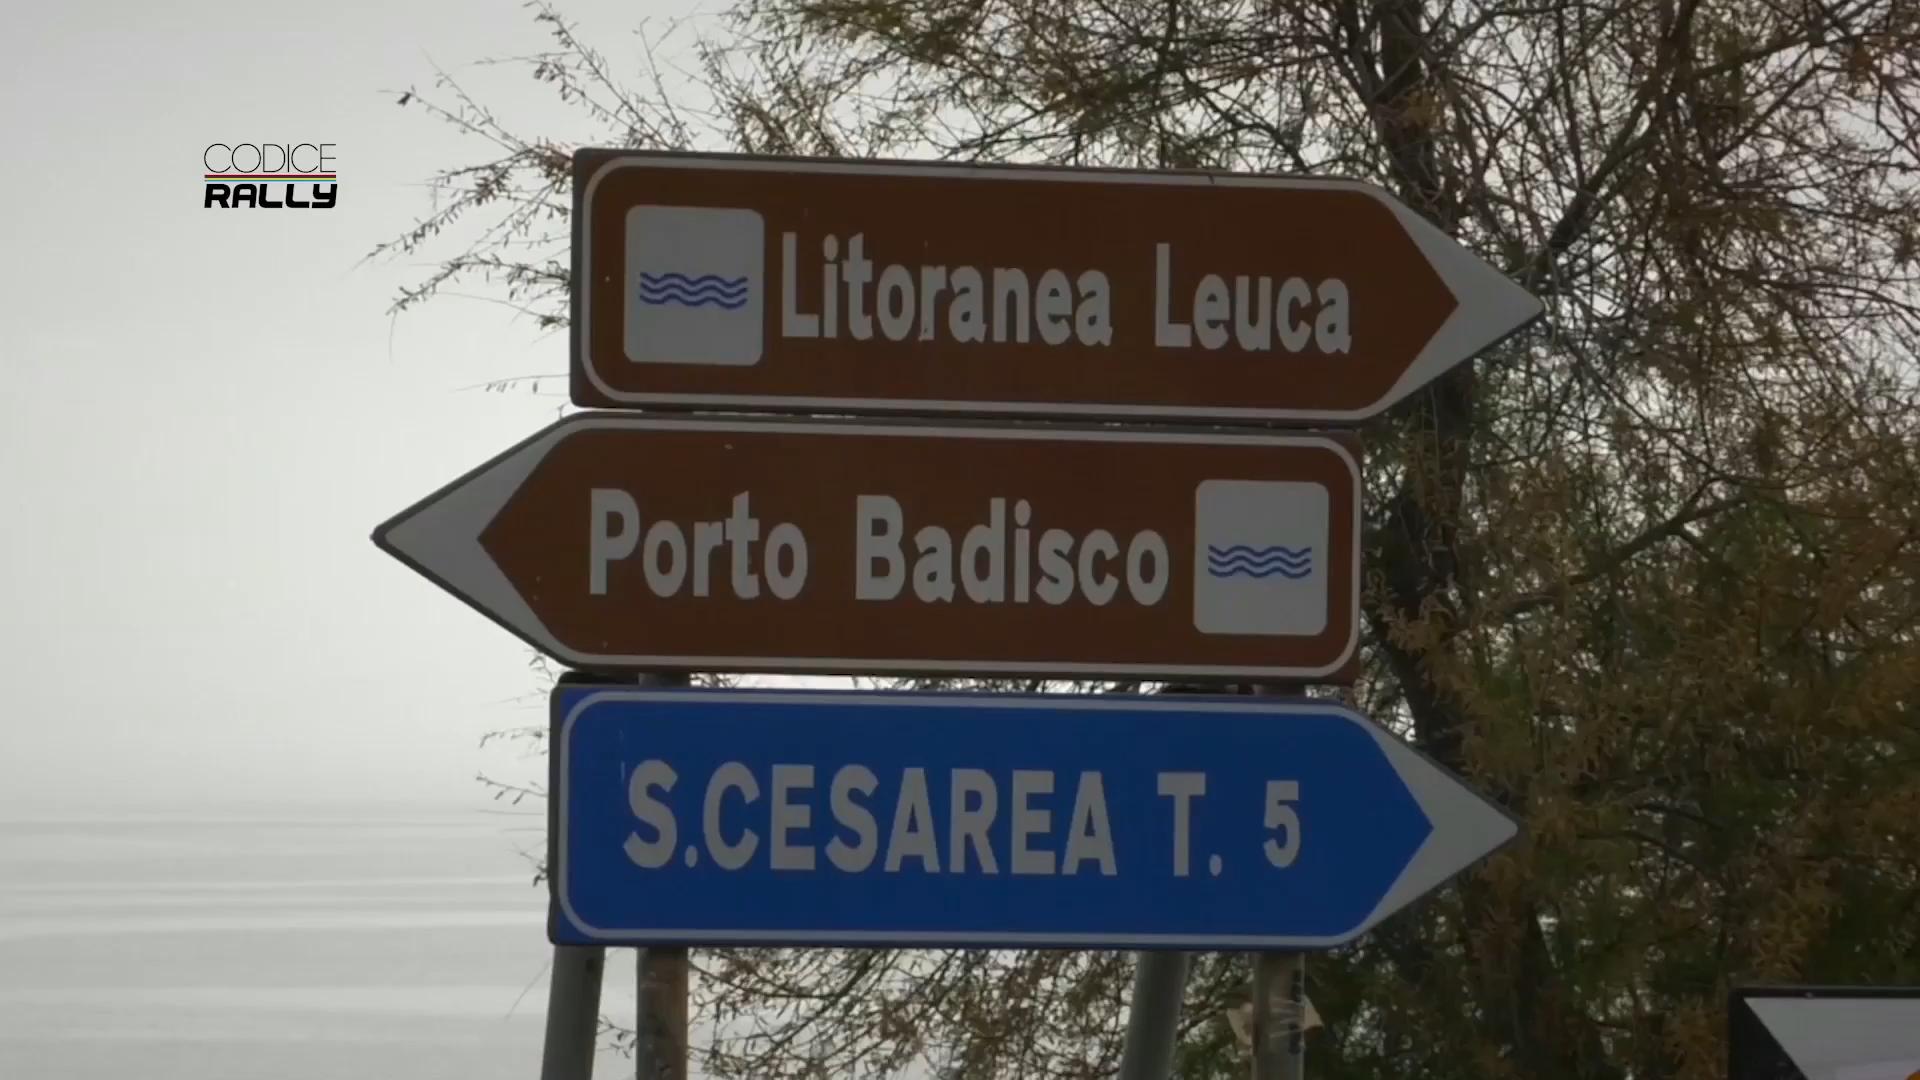 CODICE
RALLY
Litoranea Leuca
Porto Badisco
S.CESAREA T. 5